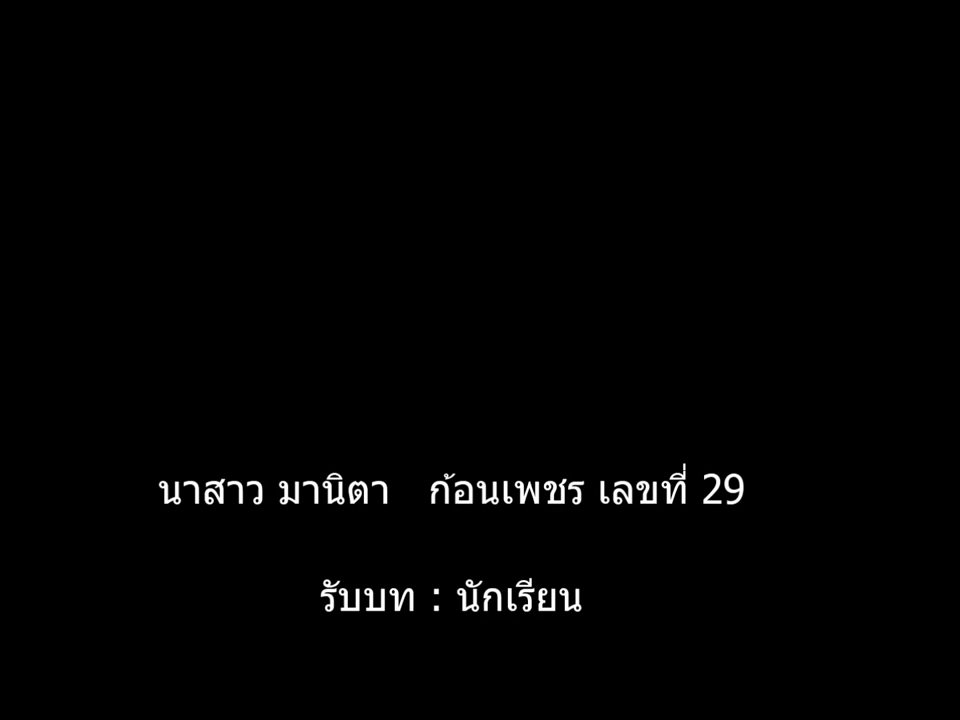 นาสาว มานิตา ก้อนเพชร เลขที่ 29
รับบท : นักเรียน